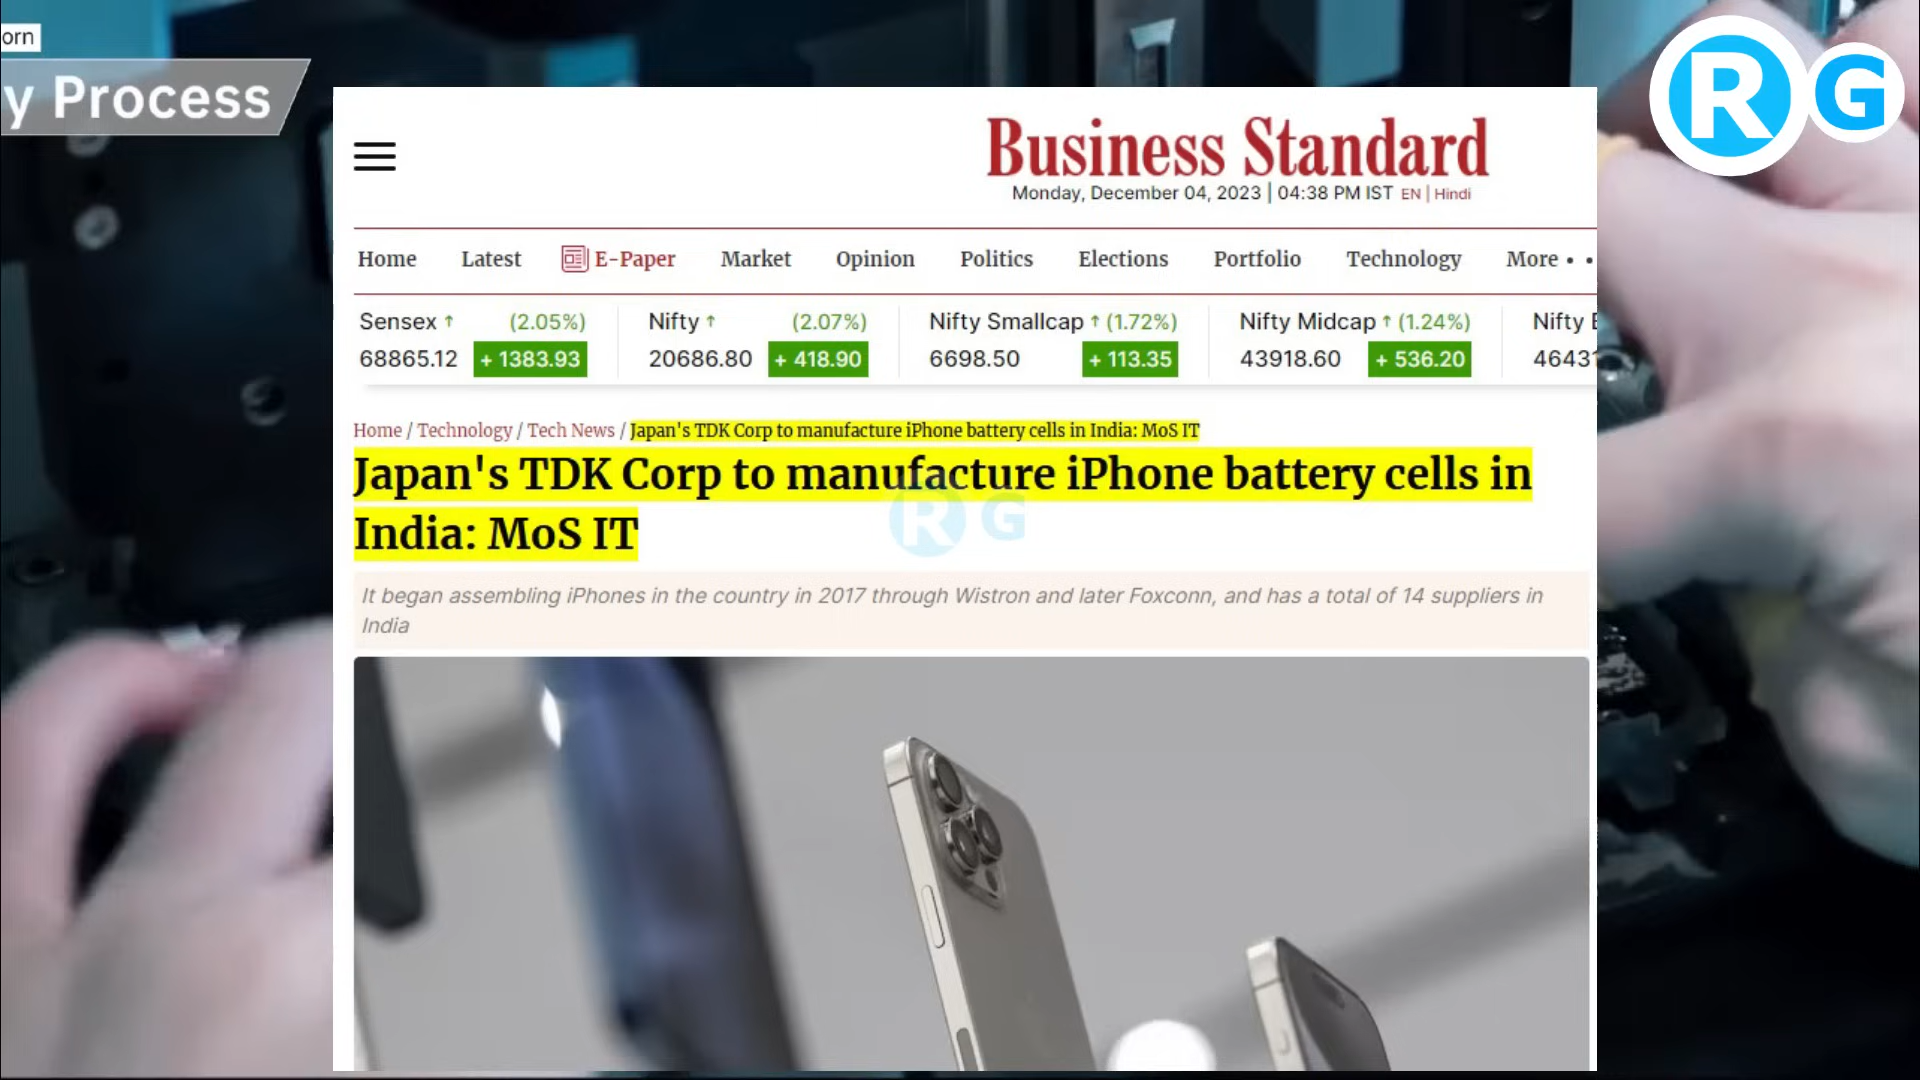 orn
y Process
R G
Business Standard
Monday, December 04, 2023 | 04:38 PM IST EN | Hindi
Home Latest E-Paper Market Opinion Politics Elections Portfolio Technology More • •
Sensex ↑ (2.05%) Nifty ↑ (2.07%) Nifty Smallcap ↑ (1.72%) Nifty Midcap ↑ (1.24%) Nifty
68865.12 + 1383.93 20686.80 + 418.90 6698.50 + 113.35 43918.60 + 536.20 4643
Home / Technology / Tech News / Japan's TDK Corp to manufacture iPhone battery cells in India: MoS IT
Japan's TDK Corp to manufacture iPhone battery cells in
India: MoS IT
R G
It began assembling iPhones in the country in 2017 through Wistron and later Foxconn, and has a total of 14 suppliers in
India